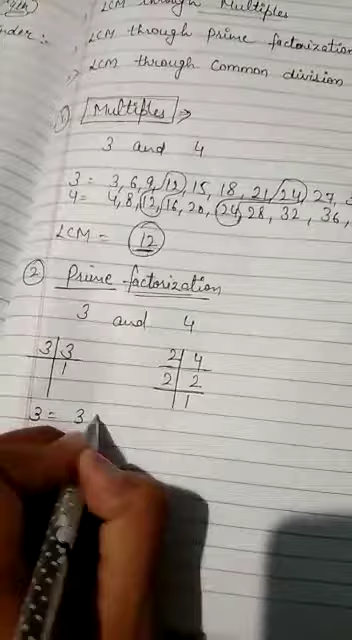 LCM through Multiples
LCM through prime factorization
LCM through Common division
① Multiples ⇒
3 and 4
3 = 3, 6, 9, 12, 15, 18, 21, 24, 27,
4 = 4, 8, 12, 16, 20, 24, 28, 32, 36,
LCM = 12
② Prime factorization
3 and 4
3 | 3 2 | 4
1 2 | 2
1
3 = 3